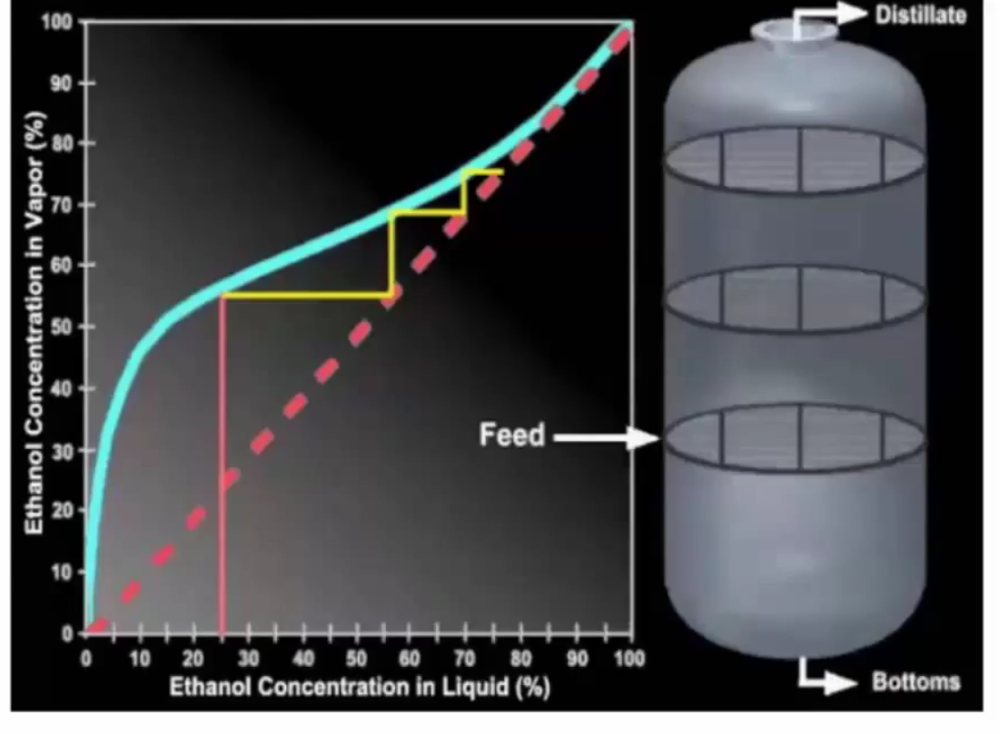 Ethanol Concentration in Vapor (%)
100
90
80
70
60
50
40
30
20
10
0
0 10 20 30 40 50 60 70 80 90 100
Ethanol Concentration in Liquid (%)
Distillate
Feed
Bottoms